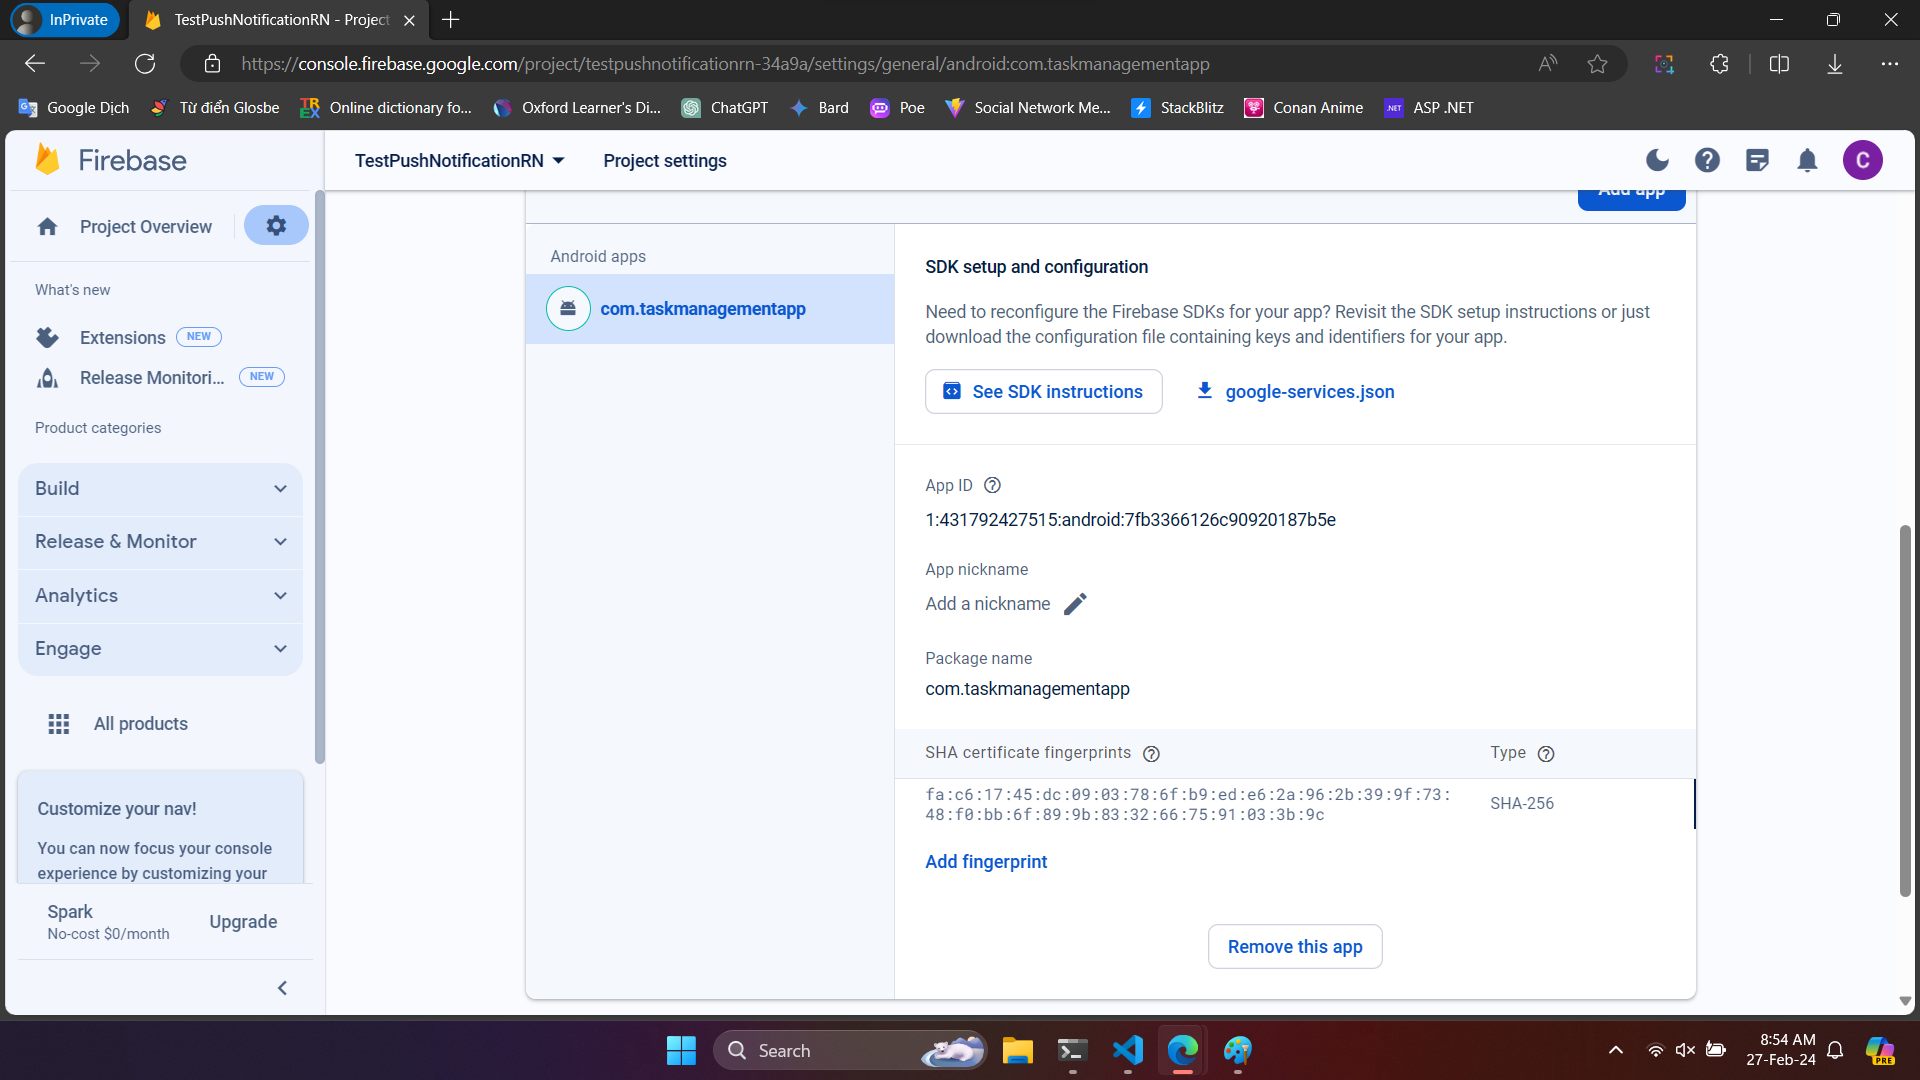 InPrivate
TestPushNotificationRN - Project
https://console.firebase.google.com/project/testpushnotificationrn-34a9a/settings/general/android:com.taskmanagementapp
Google Dịch
Từ điển Glosbe
Online dictionary fo...
Oxford Learner's Di...
ChatGPT
Bard
Poe
Social Network Me...
StackBlitz
Conan Anime
ASP .NET
Firebase
TestPushNotificationRN
Project settings
C
Add app
Project Overview
What's new
Extensions NEW
Release Monitori... NEW
Product categories
Build
Release & Monitor
Analytics
Engage
All products
Customize your nav!
You can now focus your console
experience by customizing your
Spark
No-cost $0/month
Upgrade
Android apps
com.taskmanagementapp
SDK setup and configuration
Need to reconfigure the Firebase SDKs for your app? Revisit the SDK setup instructions or just
download the configuration file containing keys and identifiers for your app.
See SDK instructions
google-services.json
App ID
1:431792427515:android:7fb3366126c90920187b5e
App nickname
Add a nickname
Package name
com.taskmanagementapp
SHA certificate fingerprints
Type
fa:c6:17:45:dc:09:03:78:6f:b9:ed:e6:2a:96:2b:39:9f:73:
48:f0:bb:6f:89:9b:83:32:66:75:91:03:3b:9c
SHA-256
Add fingerprint
Remove this app
Search
8:54 AM
27-Feb-24
PRE